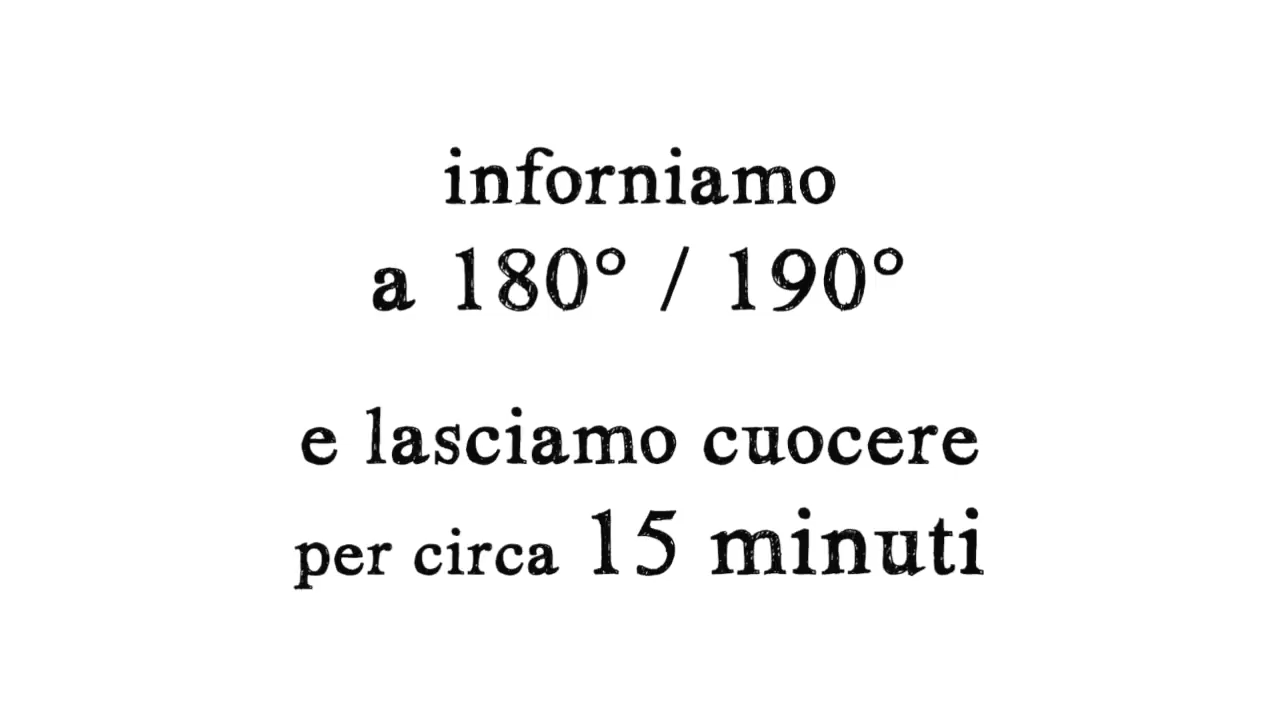 inforniamo
a 180° / 190°
e lasciamo cuocere
per circa 15 minuti